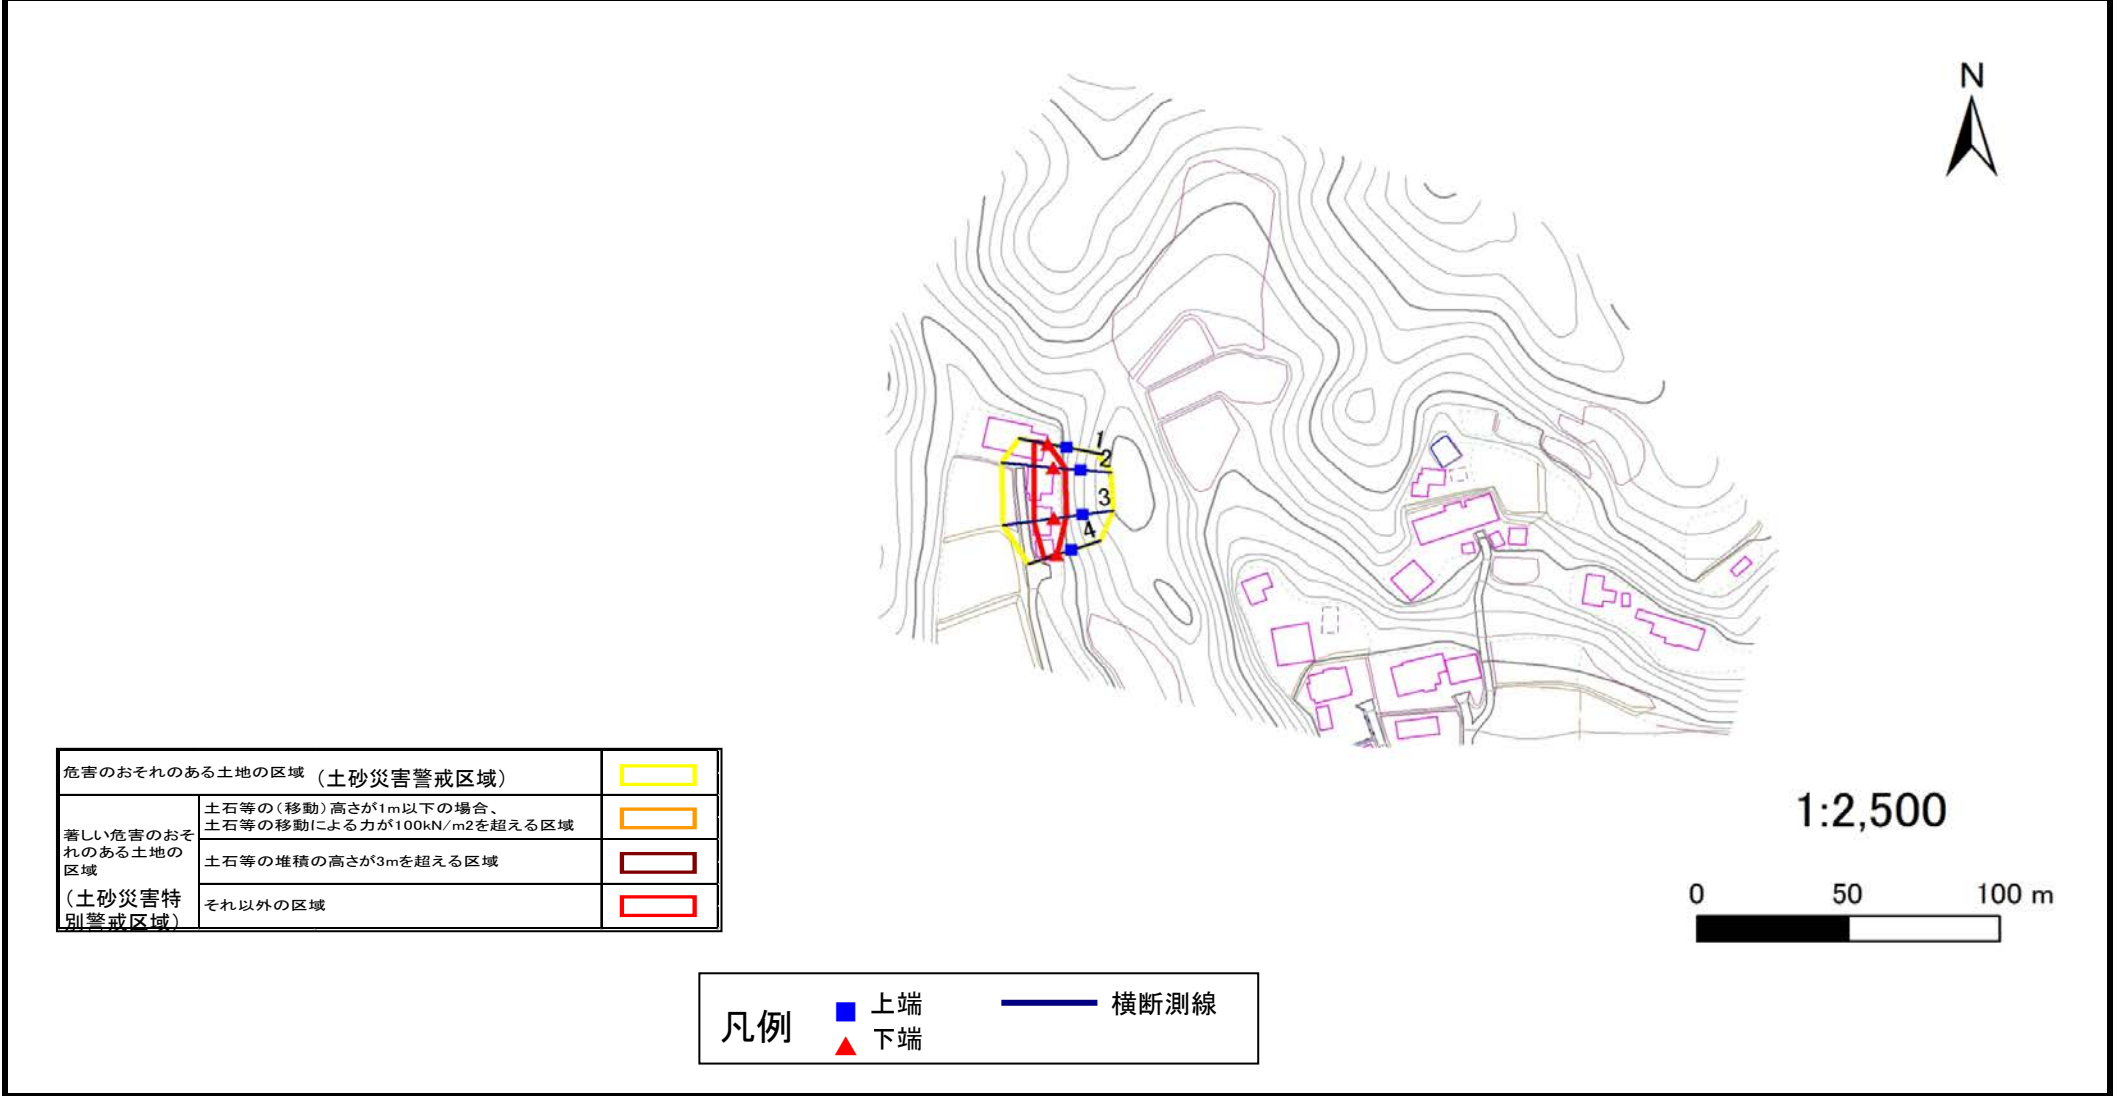 N
1
2
3
4
危害のおそれのある土地の区域 (土砂災害警戒区域)
著しい危害のおそ
れのある土地の
区域
(土砂災害特
別警戒区域)
土石等の(移動)高さが1m以下の場合、
土石等の移動による力が100kN/m2を超える区域
土石等の堆積の高さが3mを超える区域
それ以外の区域
1:2,500
0 50 100 m
凡例
上端
下端
横断測線